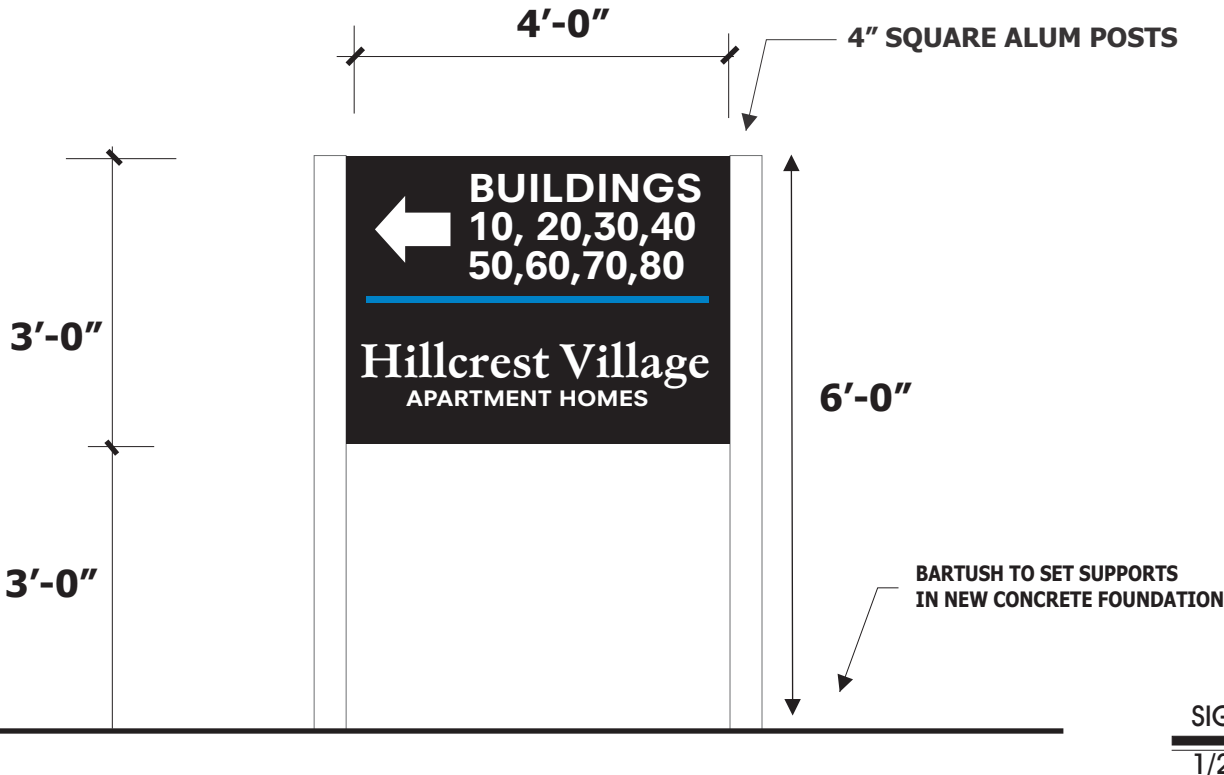 4’-0”
4” SQUARE ALUM POSTS
BUILDINGS
10, 20,30,40
50,60,70,80
3’-0”
Hillcrest Village
APARTMENT HOMES
6’-0”
3’-0”
BARTUSH TO SET SUPPORTS
IN NEW CONCRETE FOUNDATION